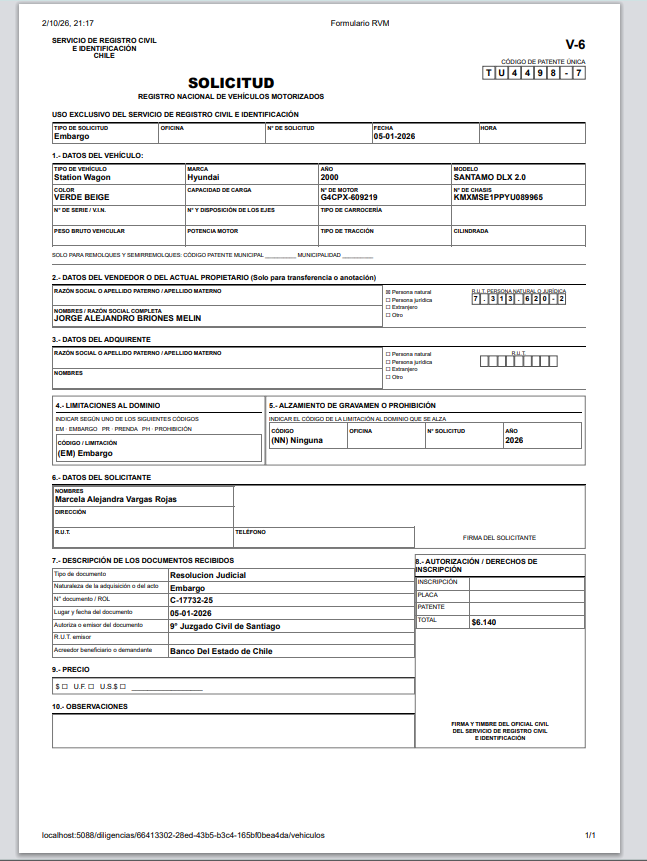 2/10/26, 21:17 Formulario RVM
SERVICIO DE REGISTRO CIVIL
E IDENTIFICACIÓN
CHILE
V-6
CÓDIGO DE PATENTE ÚNICA
T U 4 4 9 8 - 7
SOLICITUD
REGISTRO NACIONAL DE VEHÍCULOS MOTORIZADOS
USO EXCLUSIVO DEL SERVICIO DE REGISTRO CIVIL E IDENTIFICACIÓN
TIPO DE SOLICITUD OFICINA N° DE SOLICITUD FECHA HORA
Embargo 05-01-2026
1.- DATOS DEL VEHÍCULO:
TIPO DE VEHÍCULO MARCA AÑO MODELO
Station Wagon Hyundai 2000 SANTAMO DLX 2.0
COLOR CAPACIDAD DE CARGA N° DE MOTOR N° DE CHASIS
VERDE BEIGE G4CPX-609219 KMXMSE1PPYU089965
N° DE SERIE / V.I.N. N° Y DISPOSICIÓN DE LOS EJES TIPO DE CARROCERÍA
PESO BRUTO VEHICULAR POTENCIA MOTOR TIPO DE TRACCIÓN CILINDRADA
SOLO PARA REMOLQUES Y SEMIRREMOLQUES: CÓDIGO PATENTE MUNICIPAL __________ MUNICIPALIDAD __________
2.- DATOS DEL VENDEDOR O DEL ACTUAL PROPIETARIO (Solo para transferencia o anotación)
RAZÓN SOCIAL O APELLIDO PATERNO / APELLIDO MATERNO
NOMBRES / RAZÓN SOCIAL COMPLETA
JORGE ALEJANDRO BRIONES MELIN
☒ Persona natural
☐ Persona jurídica
☐ Extranjero
☐ Otro
R.U.T. PERSONA NATURAL O JURÍDICA
7 . 3 1 3 . 6 2 0 - 2
3.- DATOS DEL ADQUIRENTE
RAZÓN SOCIAL O APELLIDO PATERNO / APELLIDO MATERNO
NOMBRES
☐ Persona natural
☐ Persona jurídica
☐ Extranjero
☐ Otro
R.U.T.
4.- LIMITACIONES AL DOMINIO
INDICAR SEGÚN UNO DE LOS SIGUIENTES CÓDIGOS
EM · EMBARGO PR · PRENDA PH · PROHIBICIÓN
CÓDIGO / LIMITACIÓN
(EM) Embargo
5.- ALZAMIENTO DE GRAVAMEN O PROHIBICIÓN
INDICAR EL CÓDIGO DE LA LIMITACIÓN AL DOMINIO QUE SE ALZA
CÓDIGO OFICINA N° SOLICITUD AÑO
(NN) Ninguna 2026
6.- DATOS DEL SOLICITANTE
NOMBRES
Marcela Alejandra Vargas Rojas
DIRECCIÓN
R.U.T. TELÉFONO
FIRMA DEL SOLICITANTE
7.- DESCRIPCIÓN DE LOS DOCUMENTOS RECIBIDOS
Tipo de documento Resolucion Judicial
Naturaleza de la adquisición o del acto Embargo
N° documento / ROL C-17732-25
Lugar y fecha del documento 05-01-2026
Autoriza o emisor del documento 9° Juzgado Civil de Santiago
R.U.T. emisor
Acreedor beneficiario o demandante Banco Del Estado de Chile
8.- AUTORIZACIÓN / DERECHOS DE
INSCRIPCIÓN
INSCRIPCIÓN
PLACA
PATENTE
TOTAL $6.140
9.- PRECIO
$ ☐ U.F. ☐ U.S.$ ☐ __________________
10.- OBSERVACIONES
FIRMA Y TIMBRE DEL OFICIAL CIVIL
DEL SERVICIO DE REGISTRO CIVIL
E IDENTIFICACIÓN
localhost:5088/diligencias/66413302-28ed-43b5-b3c4-165bf0bea4da/vehiculos 1/1